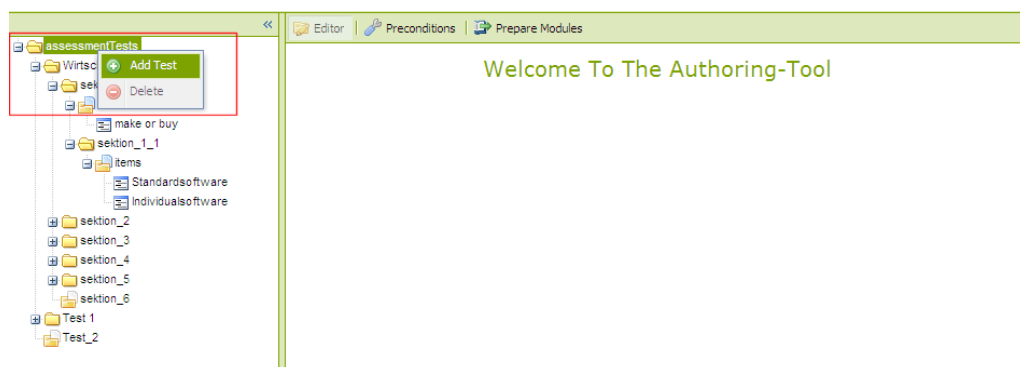 «
Editor Preconditions Prepare Modules
Welcome To The Authoring-Tool
assessmentTests
Wirtsc
Add Test
sek
Delete
make or buy
sektion_1_1
items
Standardsoftware
Individualsoftware
sektion_2
sektion_3
sektion_4
sektion_5
sektion_6
Test 1
Test_2